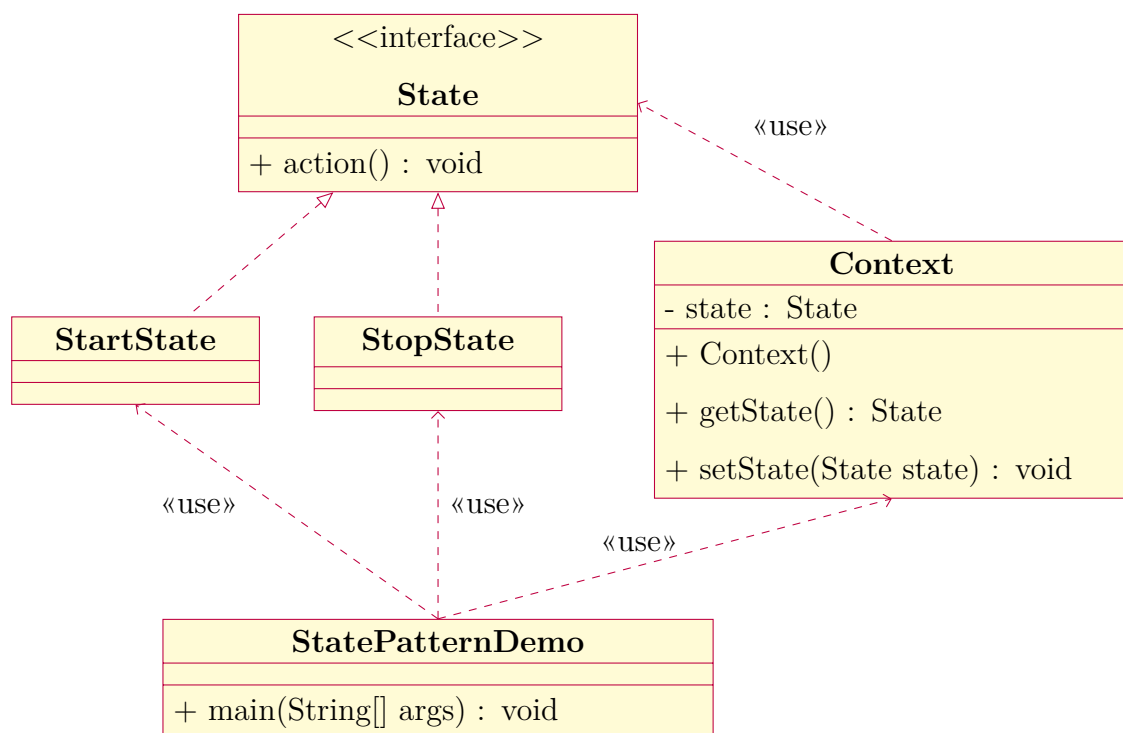 <<interface>>
State
+ action() : void
«use»
Context
- state : State
+ Context()
+ getState() : State
+ setState(State state) : void
StartState
StopState
«use»
«use»
«use»
StatePatternDemo
+ main(String[] args) : void